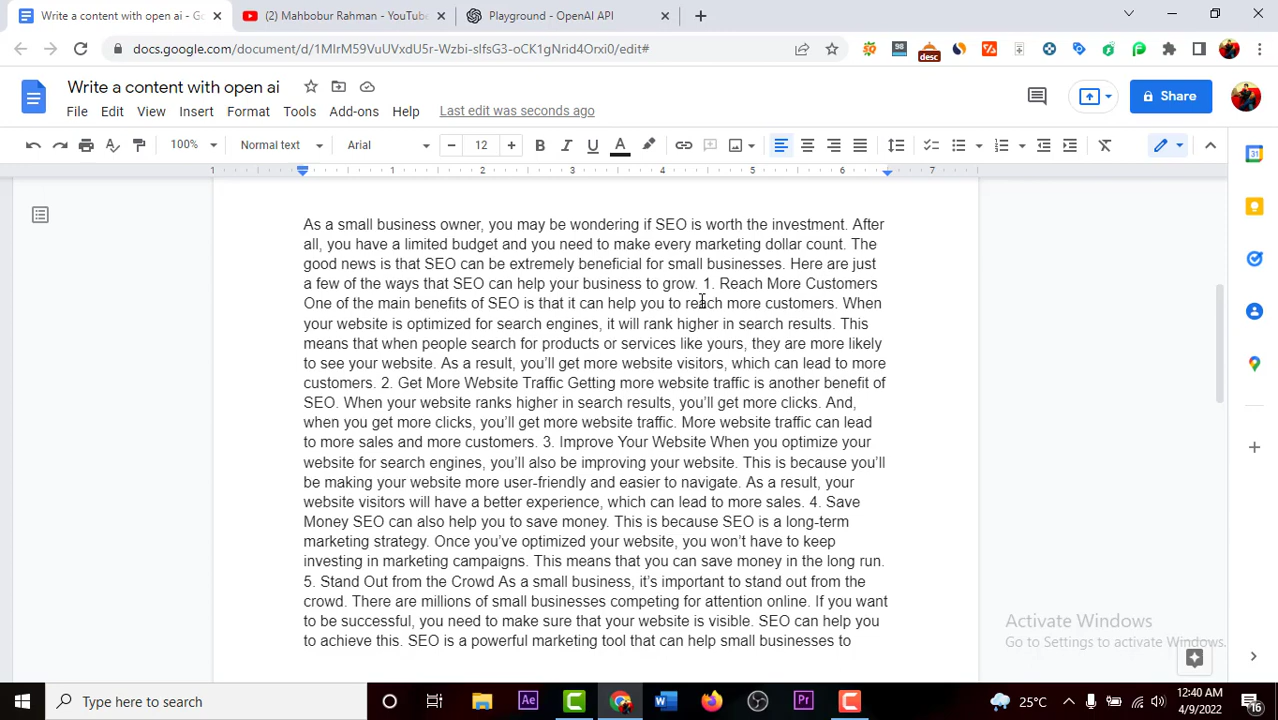 Write a content with open ai - Go
(2) Mahbobur Rahman - YouTube
Playground - OpenAI API
docs.google.com/document/d/1MlrM59VuUVxdU5r-Wzbi-slfsG3-oCK1gNrid4Orxi0/edit#
98
desc
Write a content with open ai
Share
File Edit View Insert Format Tools Add-ons Help Last edit was seconds ago
100% Normal text Arial 12 B I U A
1 1 2 3 4 5 6 7
31
As a small business owner, you may be wondering if SEO is worth the investment. After
all, you have a limited budget and you need to make every marketing dollar count. The
good news is that SEO can be extremely beneficial for small businesses. Here are just
a few of the ways that SEO can help your business to grow. 1. Reach More Customers
One of the main benefits of SEO is that it can help you to reach more customers. When
your website is optimized for search engines, it will rank higher in search results. This
means that when people search for products or services like yours, they are more likely
to see your website. As a result, you’ll get more website visitors, which can lead to more
customers. 2. Get More Website Traffic Getting more website traffic is another benefit of
SEO. When your website ranks higher in search results, you’ll get more clicks. And,
when you get more clicks, you’ll get more website traffic. More website traffic can lead
to more sales and more customers. 3. Improve Your Website When you optimize your
website for search engines, you’ll also be improving your website. This is because you’ll
be making your website more user-friendly and easier to navigate. As a result, your
website visitors will have a better experience, which can lead to more sales. 4. Save
Money SEO can also help you to save money. This is because SEO is a long-term
marketing strategy. Once you’ve optimized your website, you won’t have to keep
investing in marketing campaigns. This means that you can save money in the long run.
5. Stand Out from the Crowd As a small business, it’s important to stand out from the
crowd. There are millions of small businesses competing for attention online. If you want
to be successful, you need to make sure that your website is visible. SEO can help you
to achieve this. SEO is a powerful marketing tool that can help small businesses to
Activate Windows
Go to Settings to activate Windows.
Type here to search
Ae
Pr
25°C
12:40 AM
4/9/2022
16